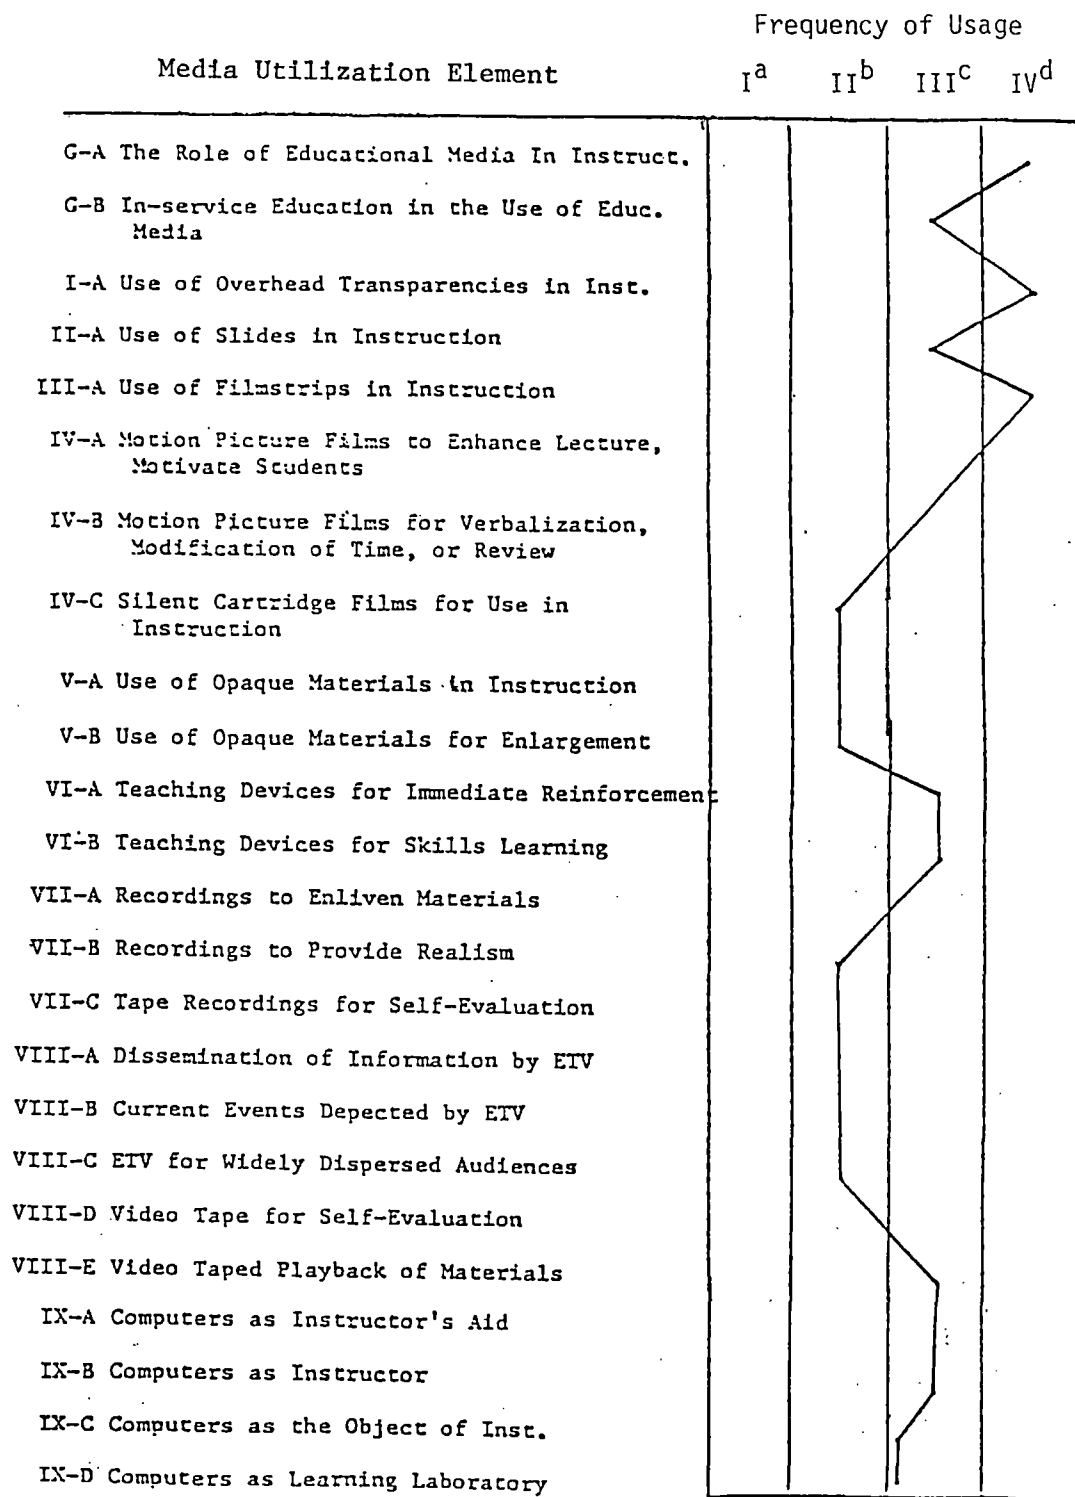 Frequency of Usage
Media Utilization Element
Iª IIᵇ IIIᶜ IVᵈ
G-A The Role of Educational Media In Instruct.
G-B In-service Education in the Use of Educ.
Media
I-A Use of Overhead Transparencies in Inst.
II-A Use of Slides in Instruction
III-A Use of Filmstrips in Instruction
IV-A Motion Picture Films to Enhance Lecture,
Motivate Students
IV-B Motion Picture Films for Verbalization,
Modification of Time, or Review
IV-C Silent Cartridge Films for Use in
Instruction
V-A Use of Opaque Materials in Instruction
V-B Use of Opaque Materials for Enlargement
VI-A Teaching Devices for Immediate Reinforcement
VI-B Teaching Devices for Skills Learning
VII-A Recordings to Enliven Materials
VII-B Recordings to Provide Realism
VII-C Tape Recordings for Self-Evaluation
VIII-A Dissemination of Information by ETV
VIII-B Current Events Depected by ETV
VIII-C ETV for Widely Dispersed Audiences
VIII-D Video Tape for Self-Evaluation
VIII-E Video Taped Playback of Materials
IX-A Computers as Instructor's Aid
IX-B Computers as Instructor
IX-C Computers as the Object of Inst.
IX-D Computers as Learning Laboratory